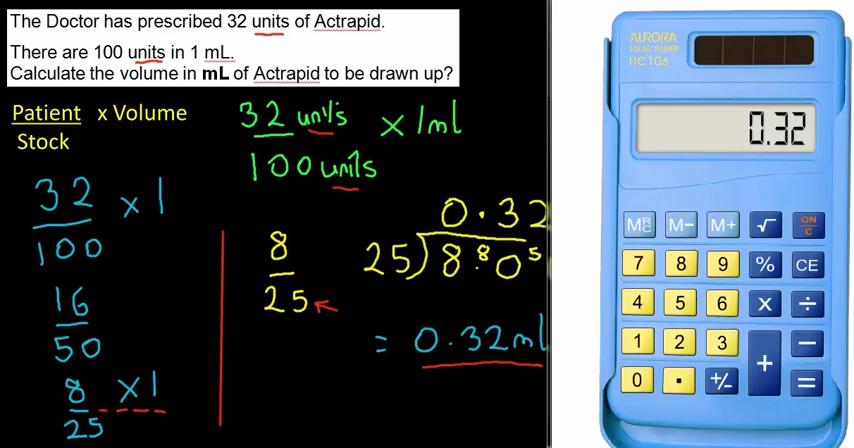 The Doctor has prescribed 32 units of Actrapid.
There are 100 units in 1 mL.
Calculate the volume in mL of Actrapid to be drawn up?
Patient x Volume
Stock
32 units x 1ml
100 units
32 x 1
100
16
50
8 x 1
25
8
25
0.32
25)8.⁸0⁵
= 0.32ml
AURORA
SOLAR POWER
HC106
0.32
MRC M− M+ √ ON/C
7 8 9 % CE
4 5 6 x ÷
1 2 3 + −
0 . +/− =